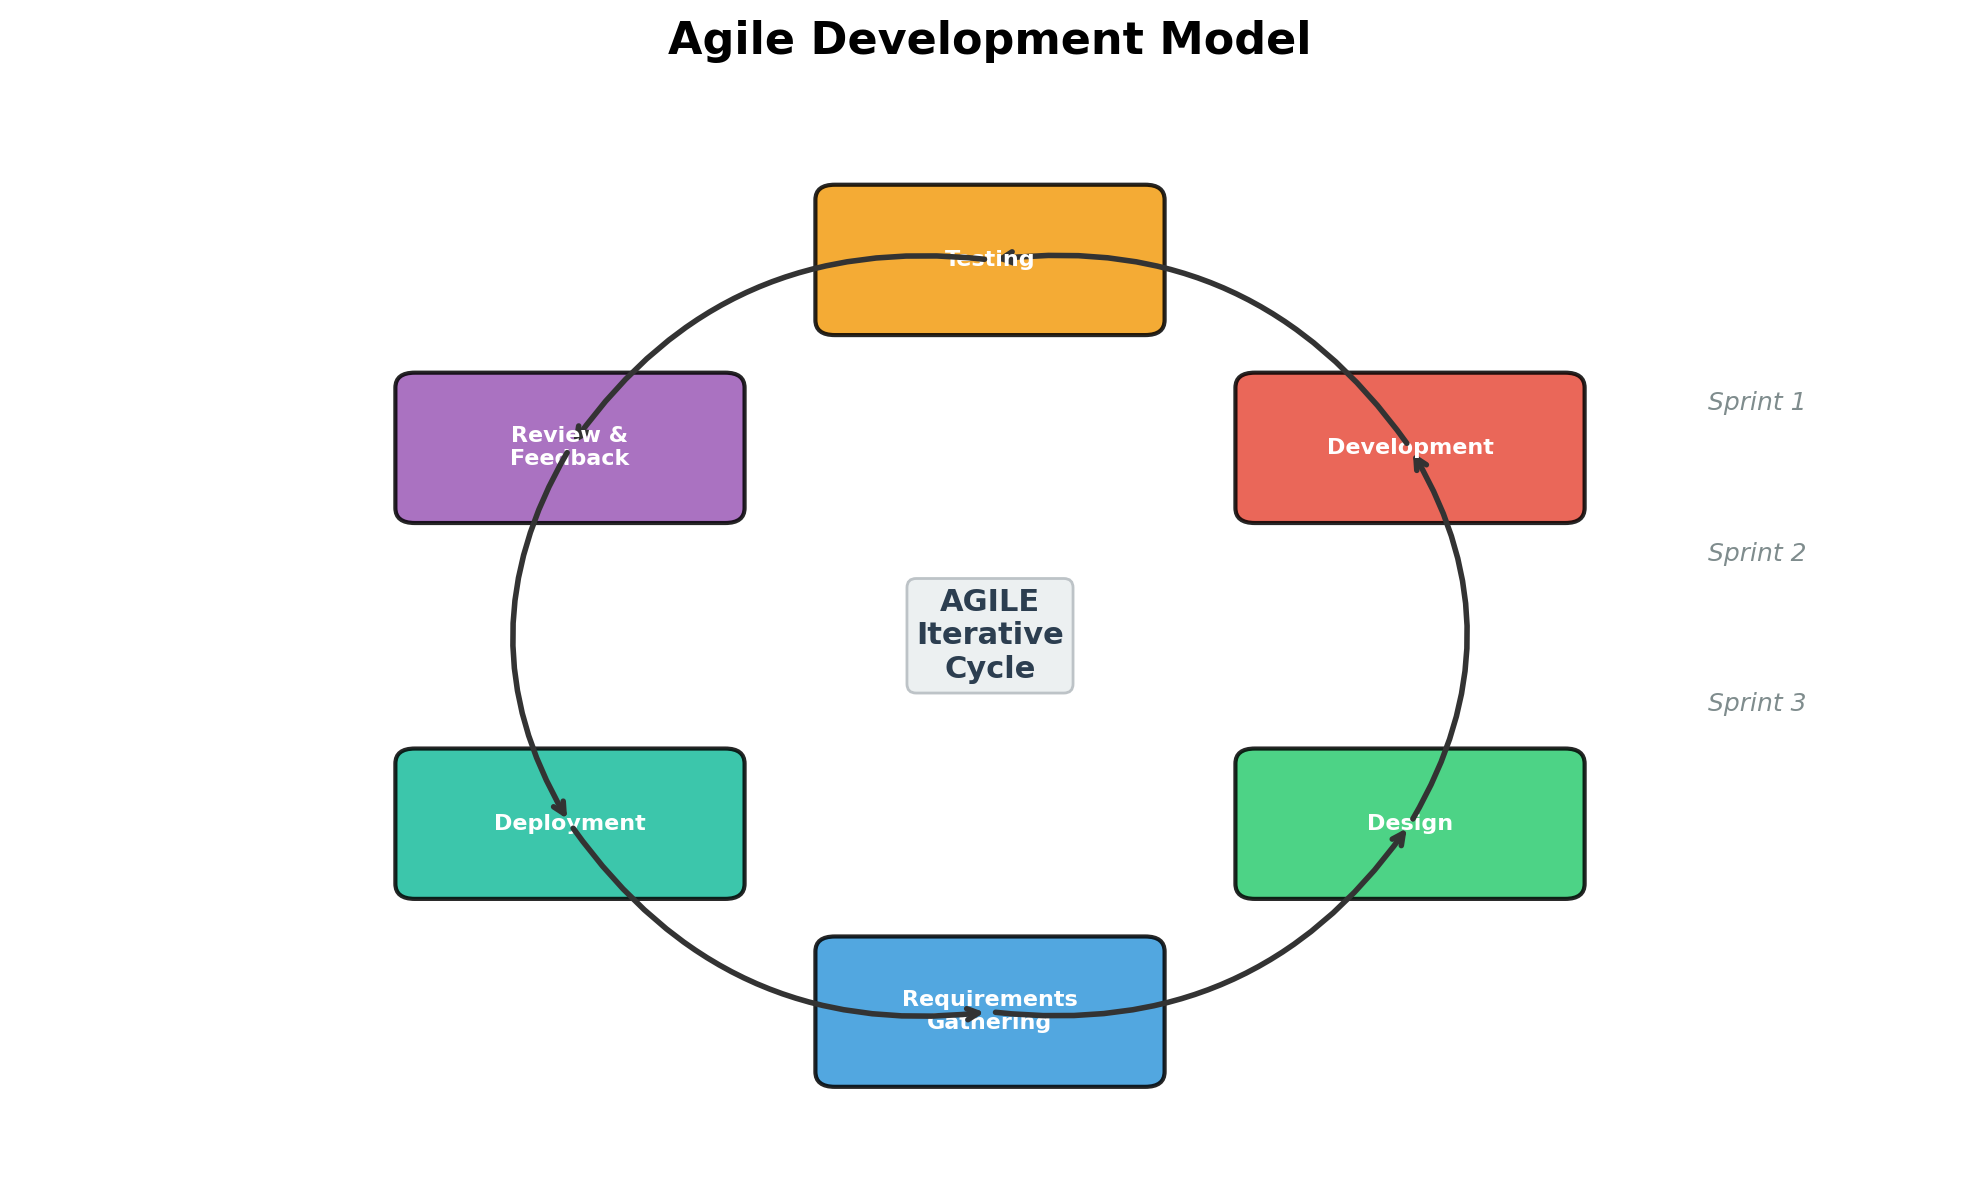 Agile Development Model
Testing
Review &
Feedback
Development
Sprint 1
Sprint 2
AGILE
Iterative
Cycle
Sprint 3
Deployment
Design
Requirements
Gathering